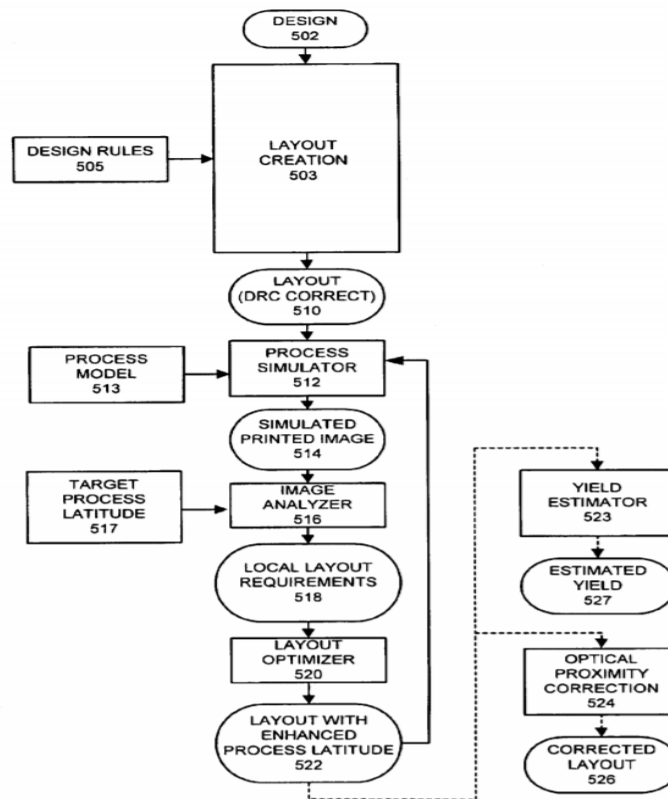 DESIGN
502
DESIGN RULES
505
LAYOUT
CREATION
503
LAYOUT
(DRC CORRECT)
510
PROCESS
MODEL
513
PROCESS
SIMULATOR
512
SIMULATED
PRINTED IMAGE
514
TARGET
PROCESS
LATITUDE
517
IMAGE
ANALYZER
516
LOCAL LAYOUT
REQUIREMENTS
518
LAYOUT
OPTIMIZER
520
LAYOUT WITH
ENHANCED
PROCESS LATITUDE
522
YIELD
ESTIMATOR
523
ESTIMATED
YIELD
527
OPTICAL
PROXIMITY
CORRECTION
524
CORRECTED
LAYOUT
526